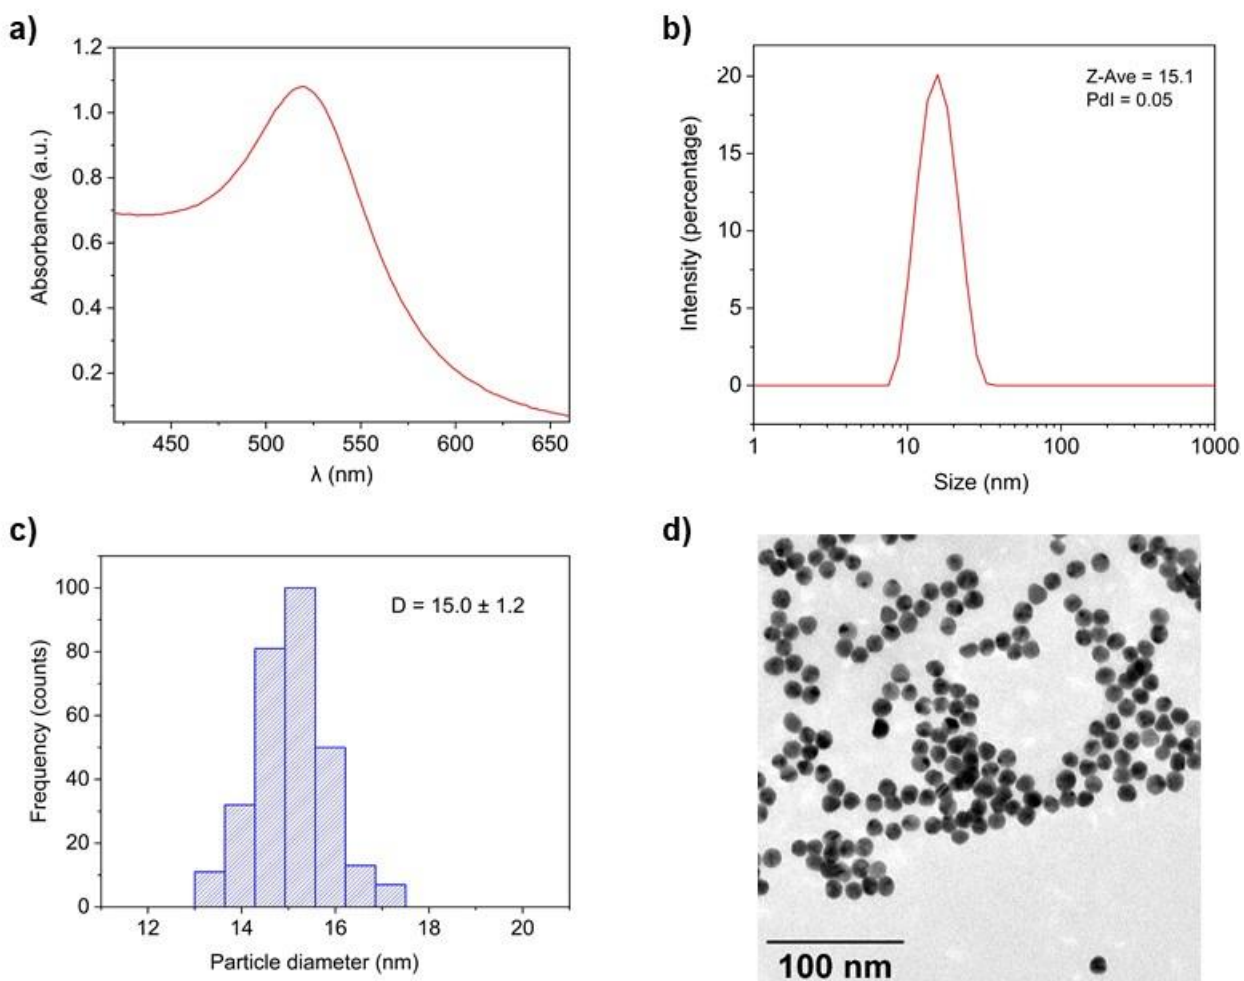 a)
1.2
1.0
0.8
0.6
0.4
0.2
Absorbance (a.u.)
450 500 550 600 650
λ (nm)
b)
20
15
10
5
0
Intensity (percentage)
Z-Ave = 15.1
PdI = 0.05
1 10 100 1000
Size (nm)
c)
100
80
60
40
20
0
Frequency (counts)
D = 15.0 ± 1.2
12 14 16 18 20
Particle diameter (nm)
d)
100 nm